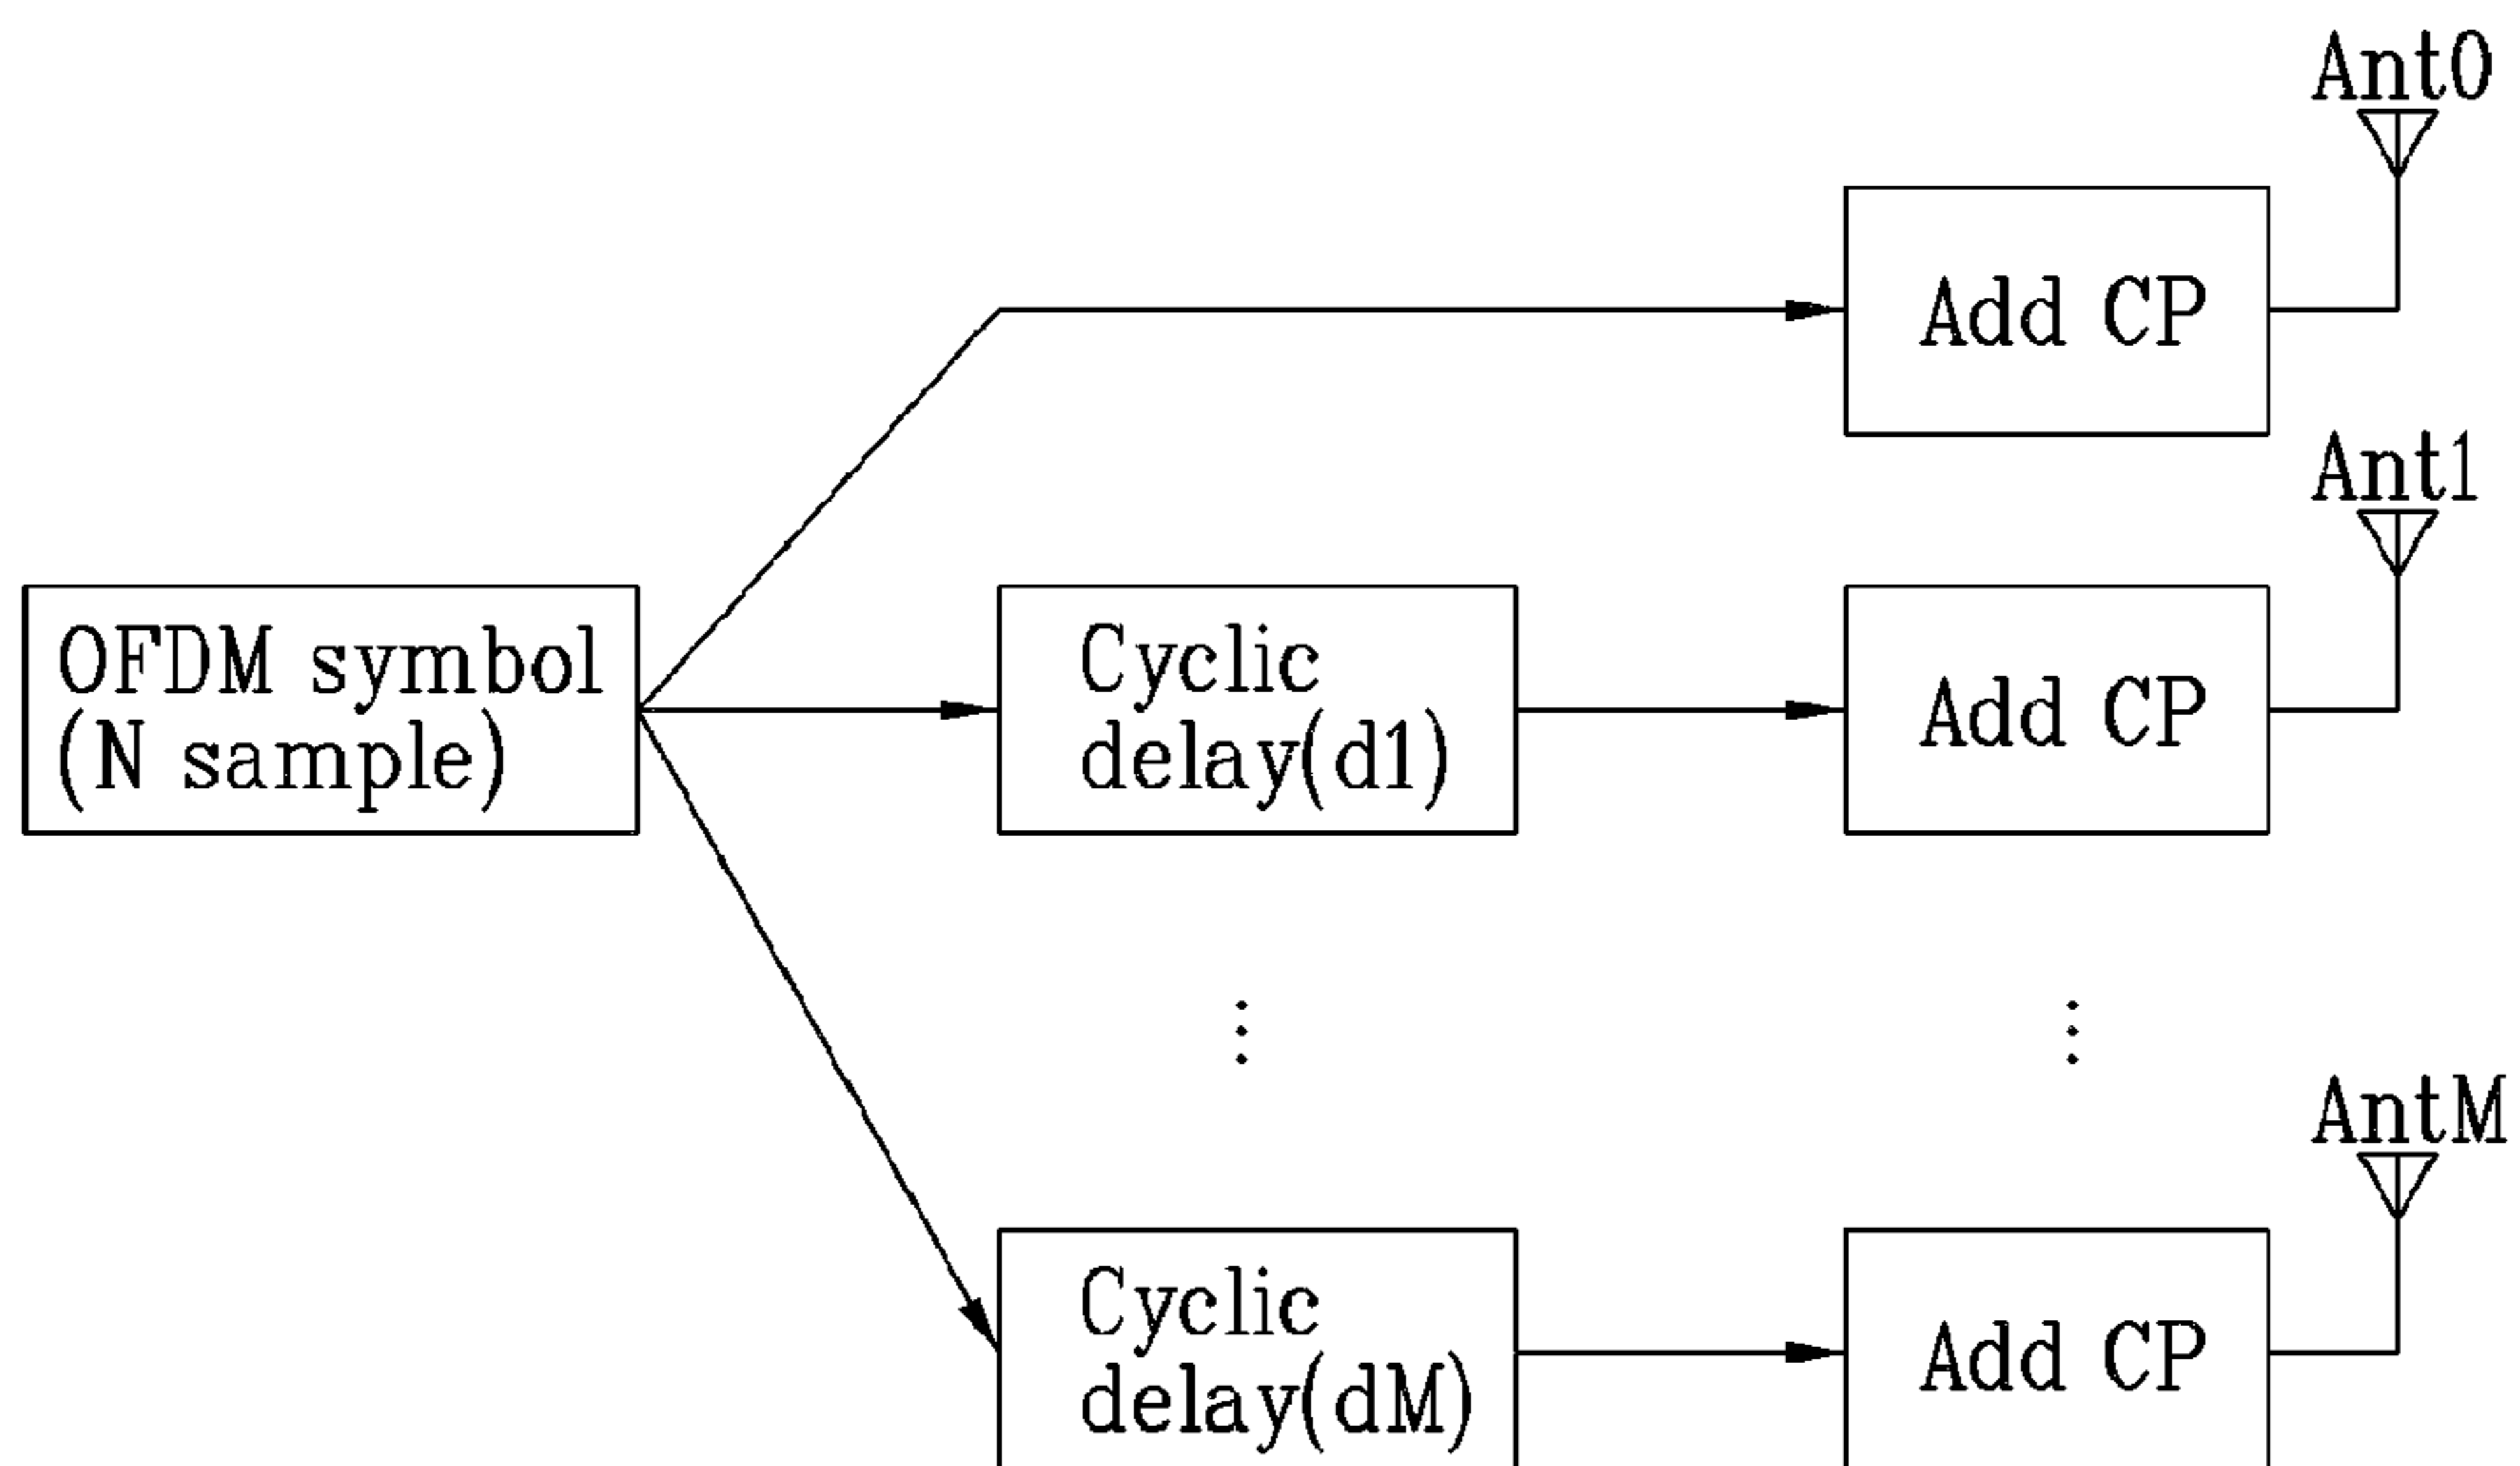 Ant0
Add CP
Ant1
OFDM symbol
(N sample)
Cyclic
delay(d1)
Add CP
AntM
Cyclic
delay(dM)
Add CP